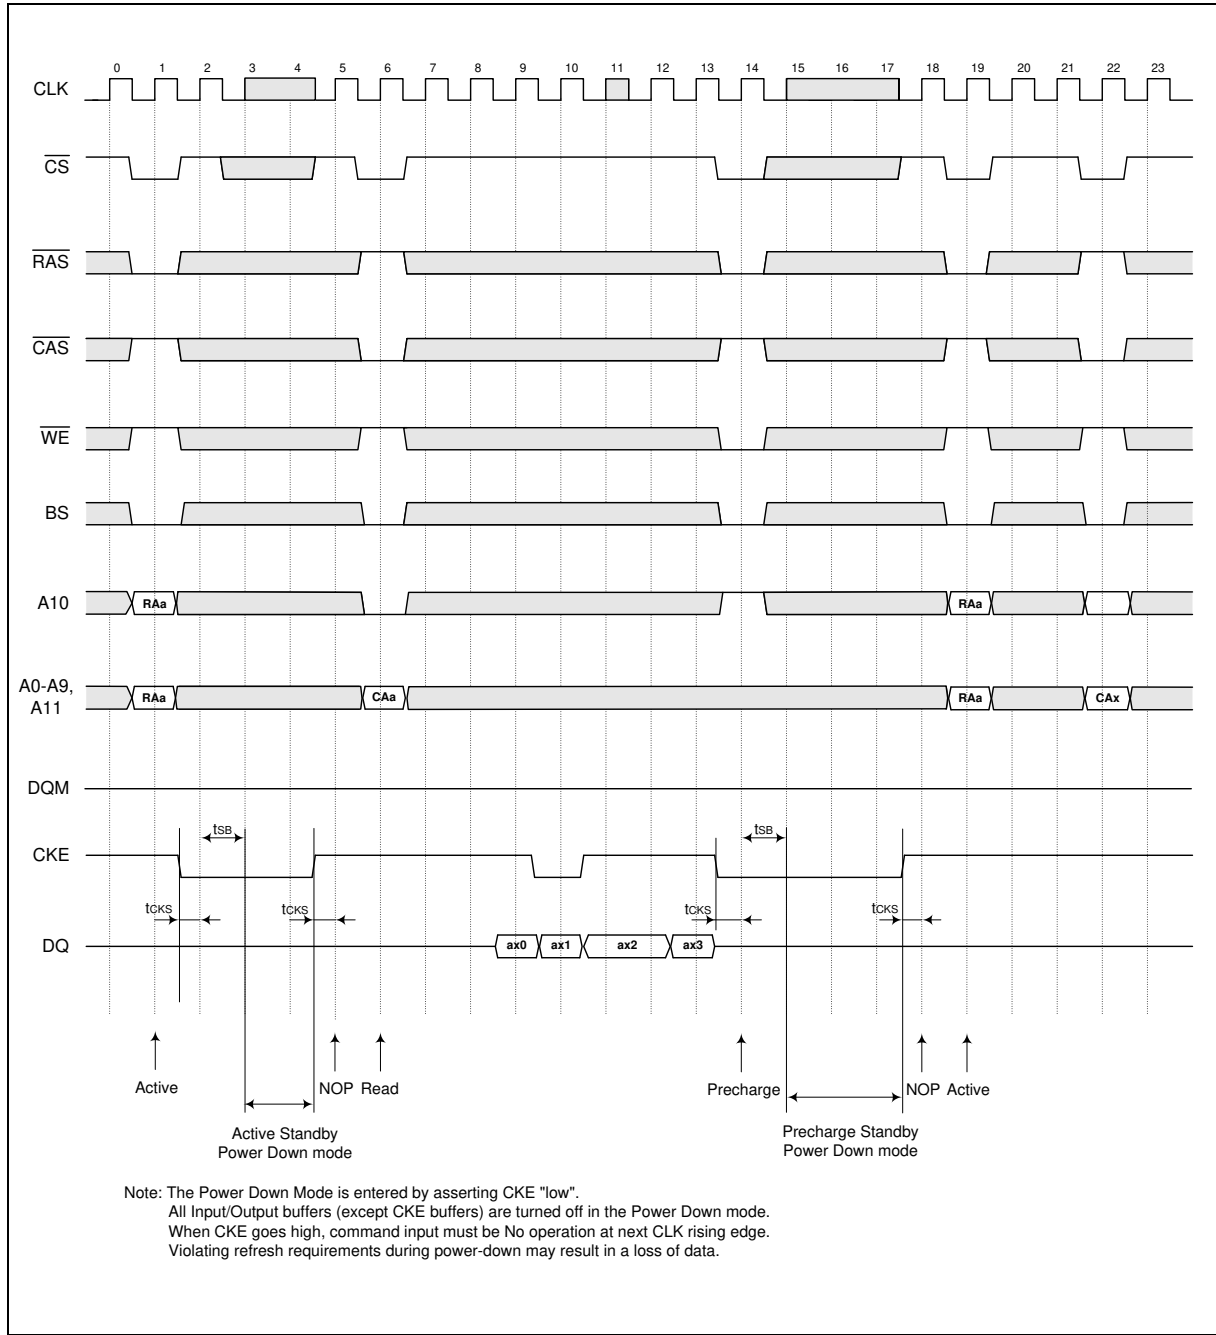 0 1 2 3 4 5 6 7 8 9 10 11 12 13 14 15 16 17 18 19 20 21 22 23
CLK
CS
RAS
CAS
WE
BS
A10 RAa RAa
A0-A9, A11 RAa CAa RAa CAx
DQM
tSB tSB
CKE
tCKS tCKS tCKS tCKS
DQ ax0 ax1 ax2 ax3
Active NOP Read Precharge NOP Active
Active Standby
Power Down mode
Precharge Standby
Power Down mode
Note: The Power Down Mode is entered by asserting CKE "low".
All Input/Output buffers (except CKE buffers) are turned off in the Power Down mode.
When CKE goes high, command input must be No operation at next CLK rising edge.
Violating refresh requirements during power-down may result in a loss of data.